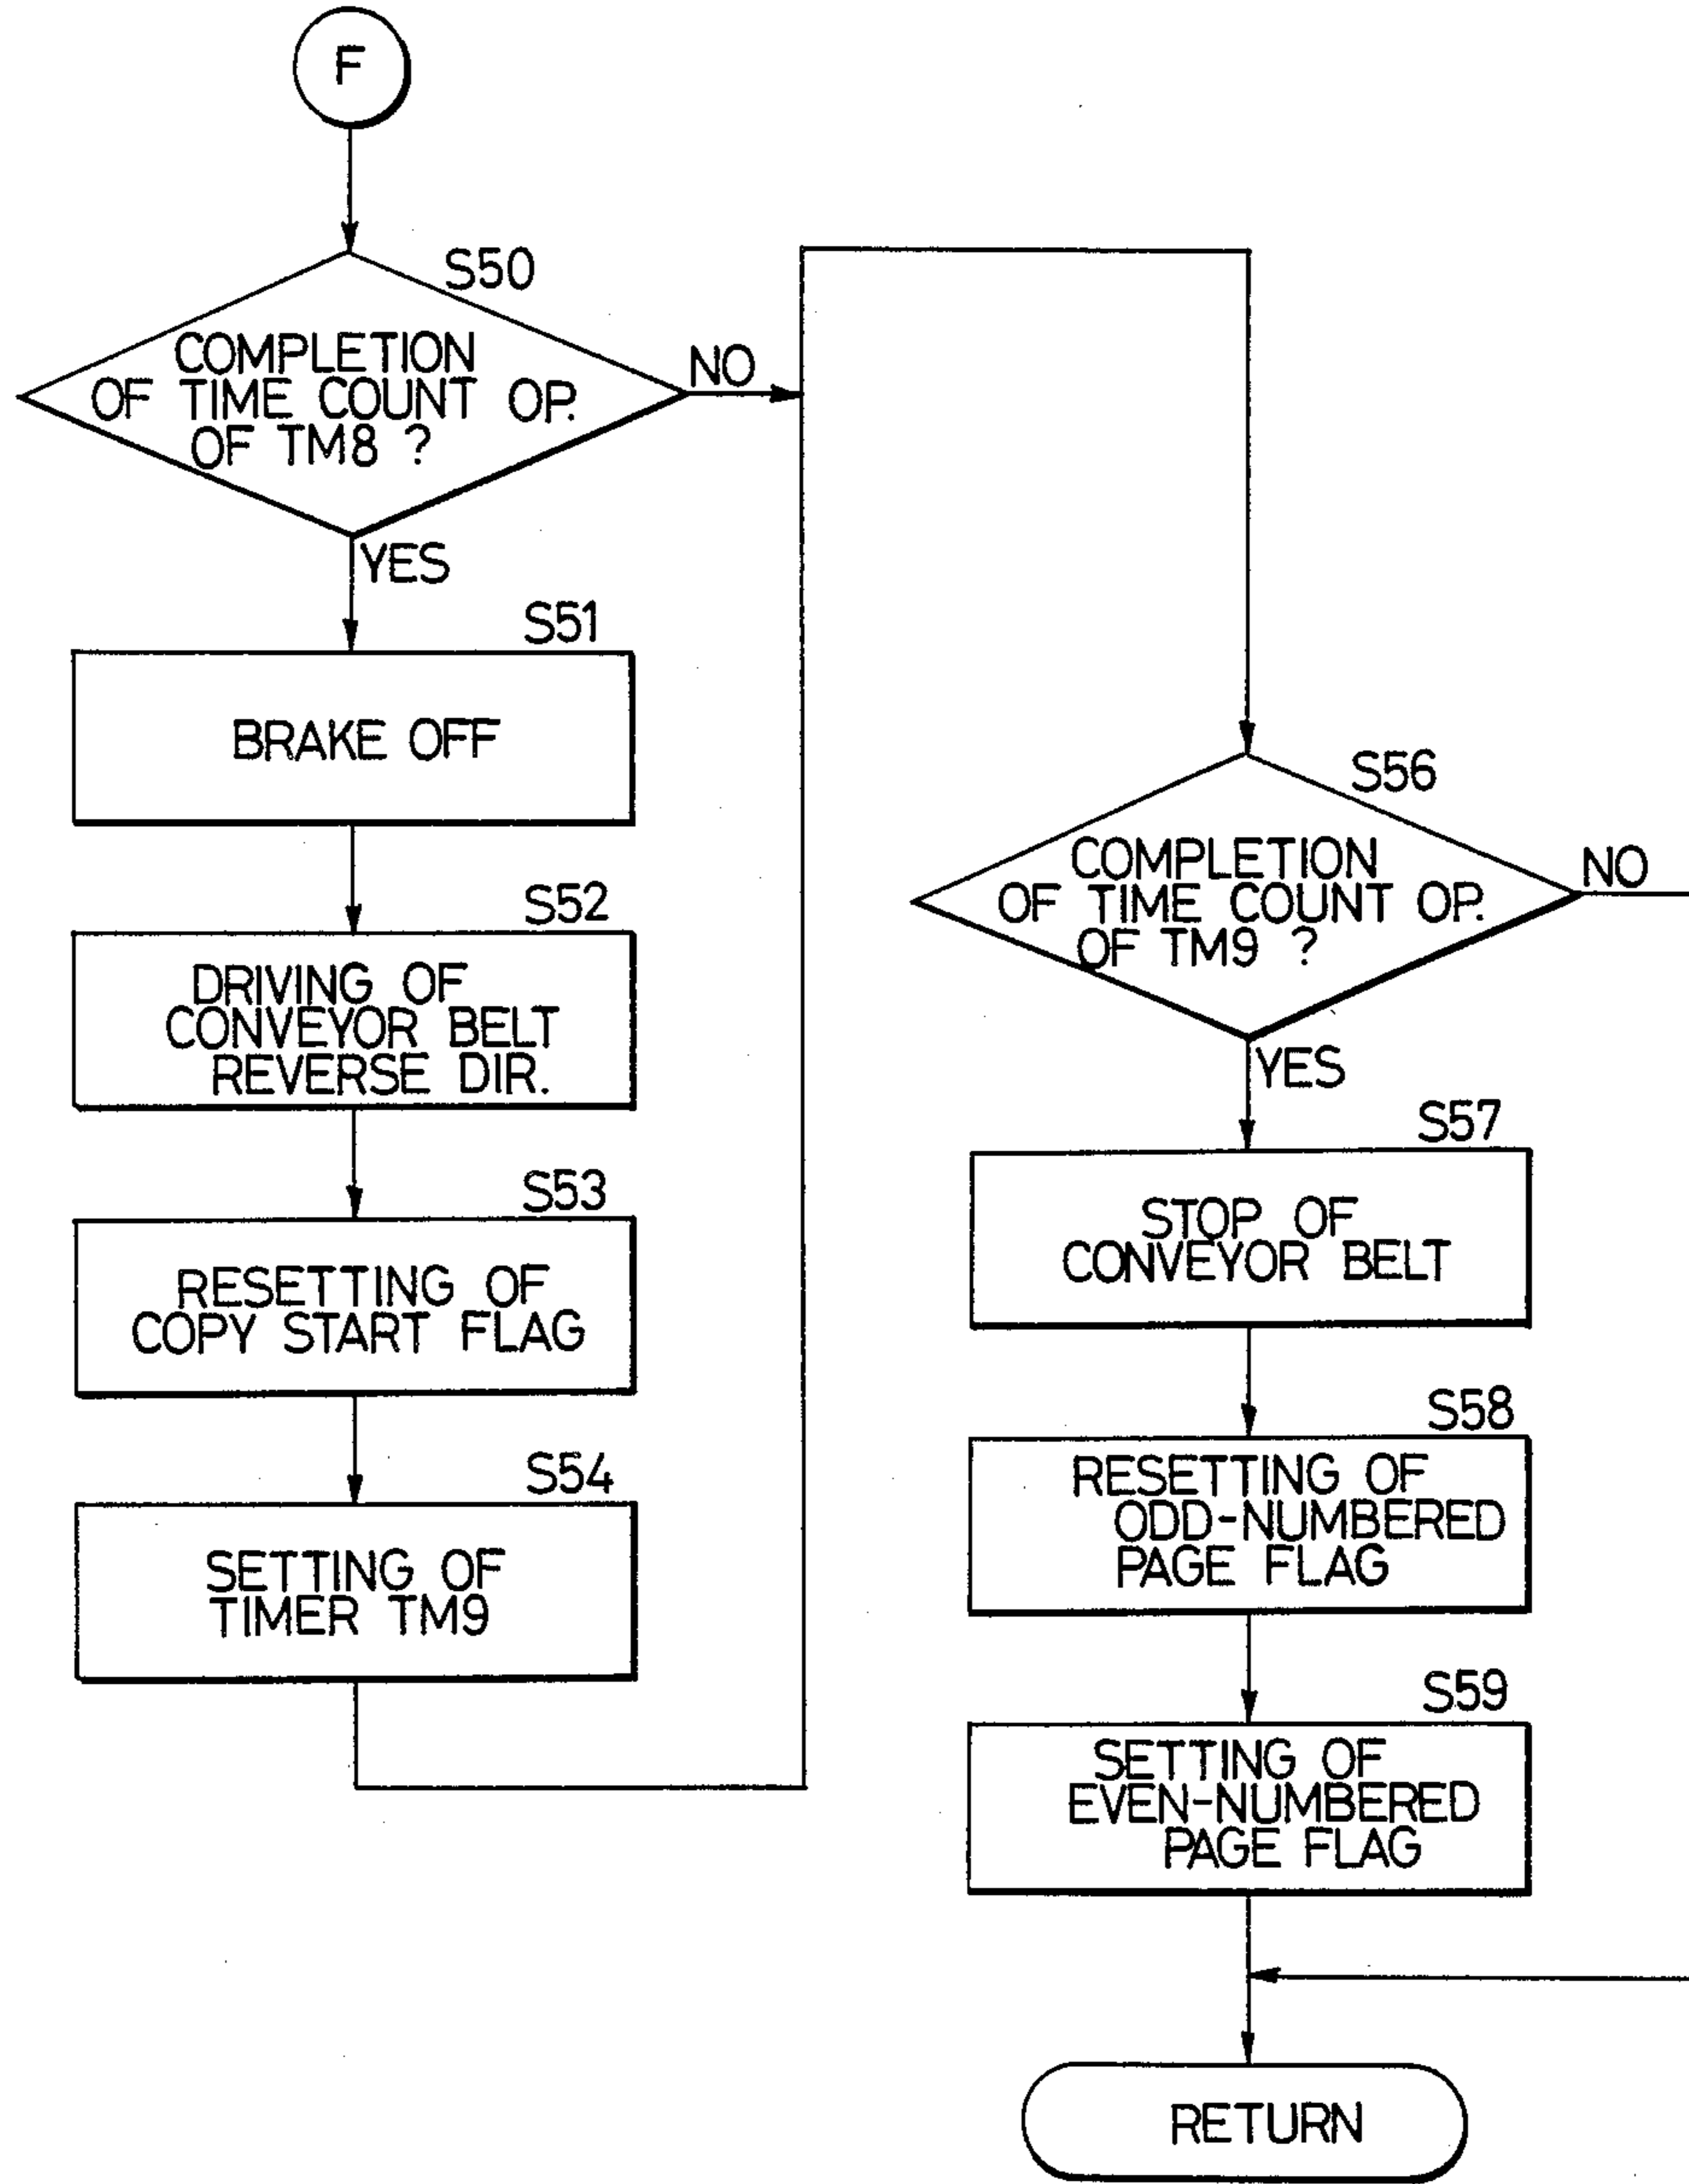 F
S50
COMPLETION
OF TIME COUNT OP.
OF TM8 ?
NO
YES
S51
BRAKE OFF
S52
DRIVING OF
CONVEYOR BELT
REVERSE DIR.
S53
RESETTING OF
COPY START FLAG
S54
SETTING OF
TIMER TM9
S56
COMPLETION
OF TIME COUNT OP.
OF TM9 ?
NO
YES
S57
STOP OF
CONVEYOR BELT
S58
RESETTING OF
ODD-NUMBERED
PAGE FLAG
S59
SETTING OF
EVEN-NUMBERED
PAGE FLAG
RETURN